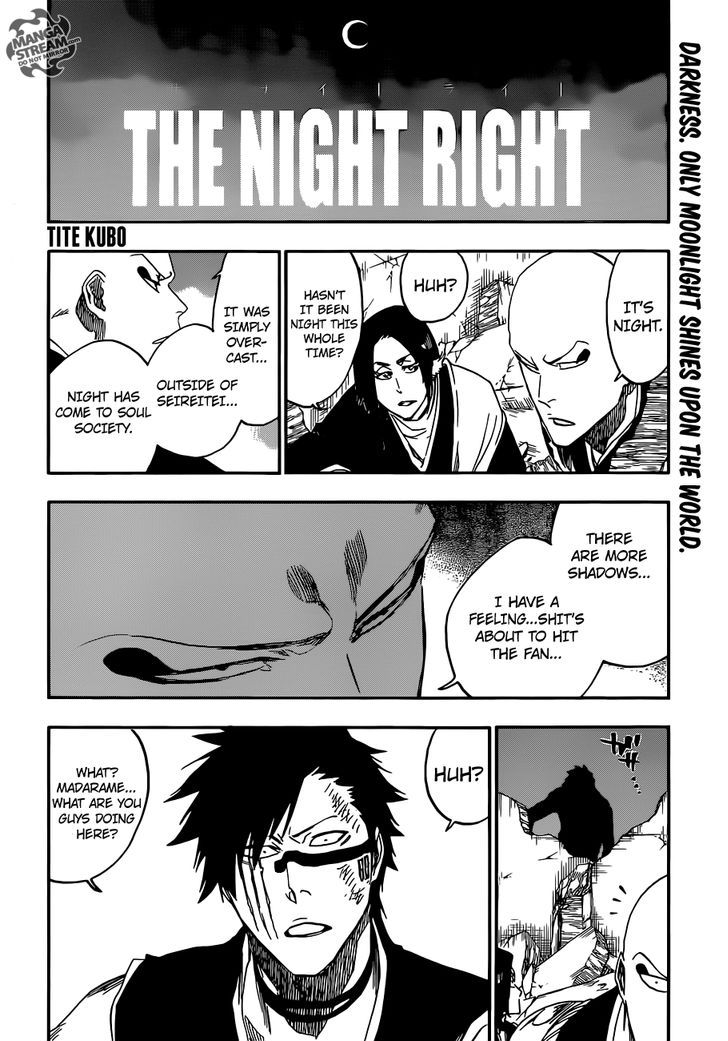 MANGA
STREAM
.COM
DO NOT MIRROR
THE NIGHT RIGHT
TITE KUBO
DARKNESS. ONLY MOONLIGHT SHINES UPON THE WORLD.
IT'S
NIGHT.
HUH?
HASN'T
IT BEEN
NIGHT THIS
WHOLE
TIME?
IT WAS
SIMPLY
OVER-
CAST...
OUTSIDE OF
SEIREITEI...
NIGHT HAS
COME TO SOUL
SOCIETY.
THERE
ARE MORE
SHADOWS...
I HAVE A
FEELING...SHIT'S
ABOUT TO HIT
THE FAN...
HUH?
WHAT?
MADARAME...
WHAT ARE YOU
GUYS DOING
HERE?